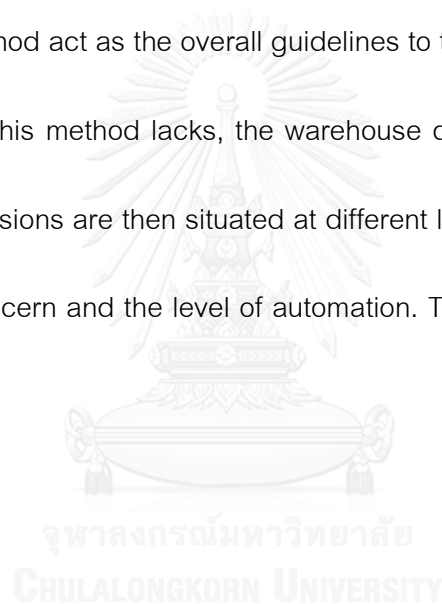 nod act as the overall guidelines to t
his method lacks, the warehouse c
sions are then situated at different l
cern and the level of automation. T
จุฬาลงกรณ์มหาวิทยาลัย
CHULALONGKORN UNIVERSITY